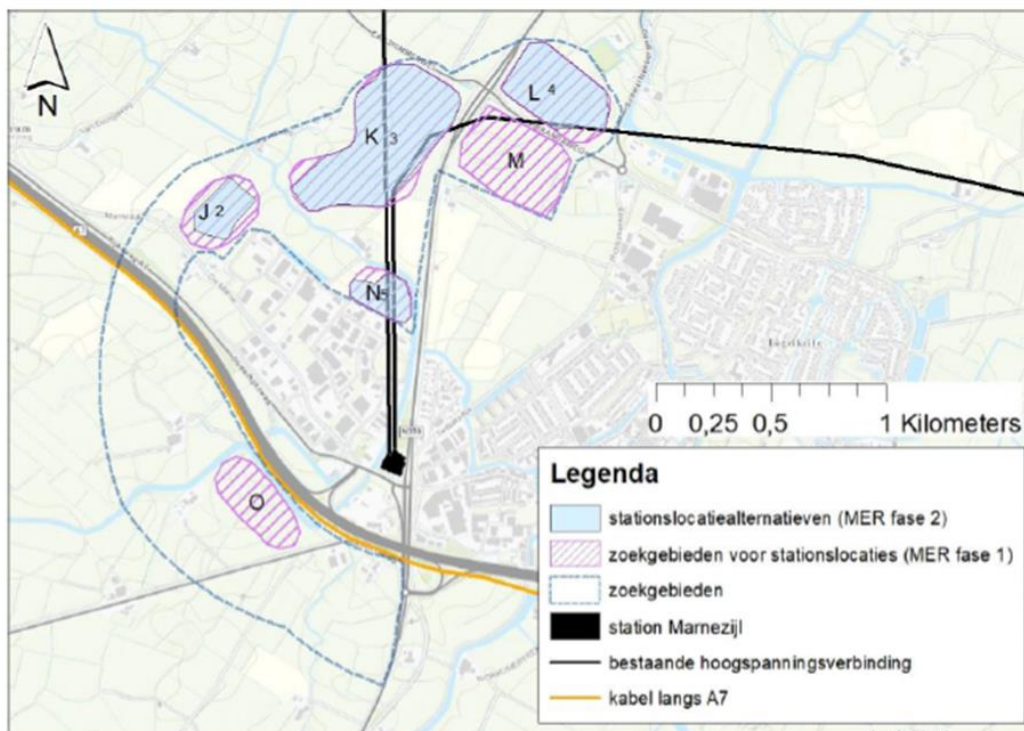 N
L 4
K 3
M
J 2
N 5
O
0 0,25 0,5 1 Kilometers
Legenda
stationslocatiealternatieven (MER fase 2)
zoekgebieden voor stationslocaties (MER fase 1)
zoekgebieden
station Marnezijl
bestaande hoogspanningsverbinding
kabel langs A7